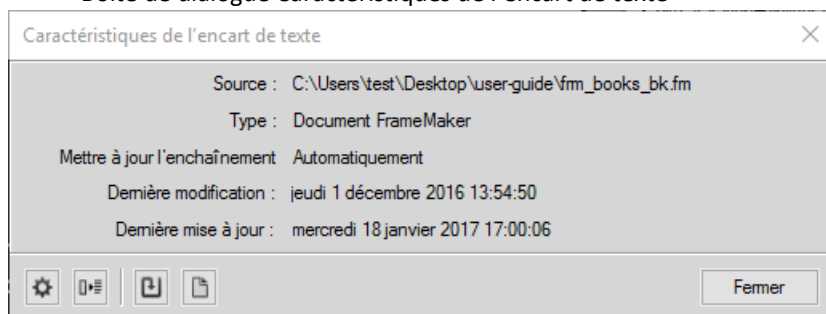 Boîte de dialogue Caractéristiques de l'encart de texte
Caractéristiques de l'encart de texte
Source : C:\Users\test\Desktop\user-guide\frm_books_bk.fm
Type : Document FrameMaker
Mettre à jour l'enchaînement Automatiquement
Dernière modification : jeudi 1 décembre 2016 13:54:50
Dernière mise à jour : mercredi 18 janvier 2017 17:00:06
Fermer